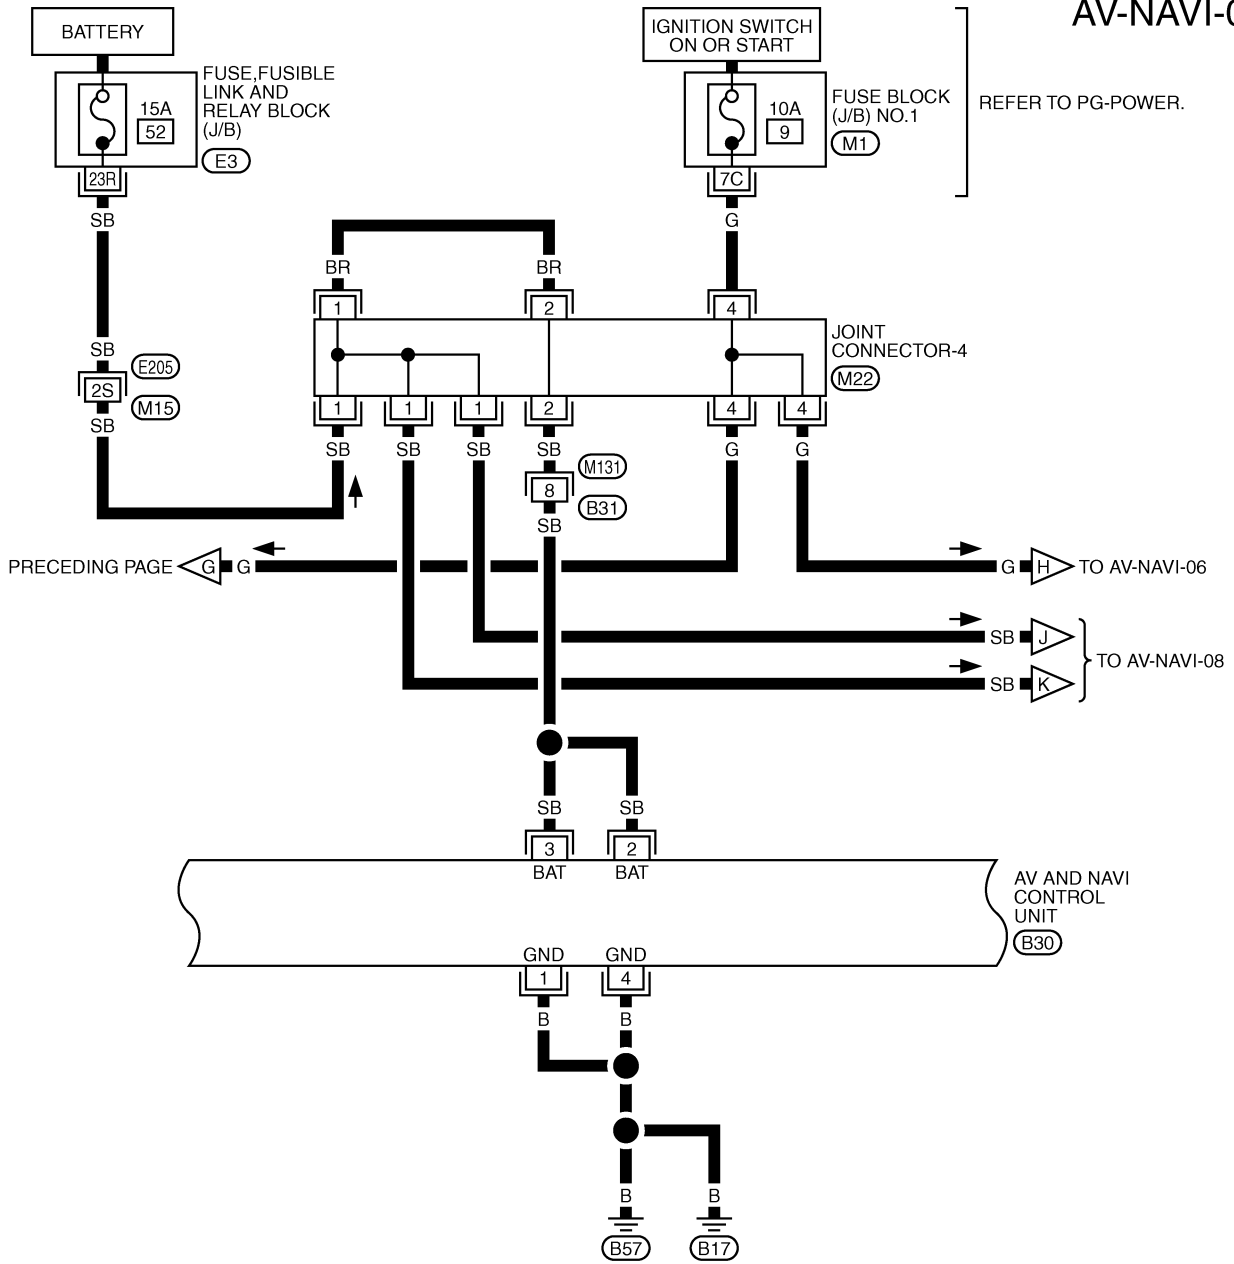 AV-NAVI-0
BATTERY
IGNITION SWITCH
ON OR START
FUSE,FUSIBLE
LINK AND
RELAY BLOCK
(J/B)
E3
15A
52
10A
9
FUSE BLOCK
(J/B) NO.1
M1
REFER TO PG-POWER.
23R
7C
SB
G
BR
BR
1
2
4
JOINT
CONNECTOR-4
M22
SB
E205
2S
M15
SB
1
1
1
2
4
4
SB
SB
SB
SB
G
G
M131
8
B31
SB
PRECEDING PAGE
G
G
G
H
TO AV-NAVI-06
SB
J
SB
K
TO AV-NAVI-08
SB
SB
3
2
BAT
BAT
AV AND NAVI
CONTROL
UNIT
B30
GND
GND
1
4
B
B
B
B
B57
B17